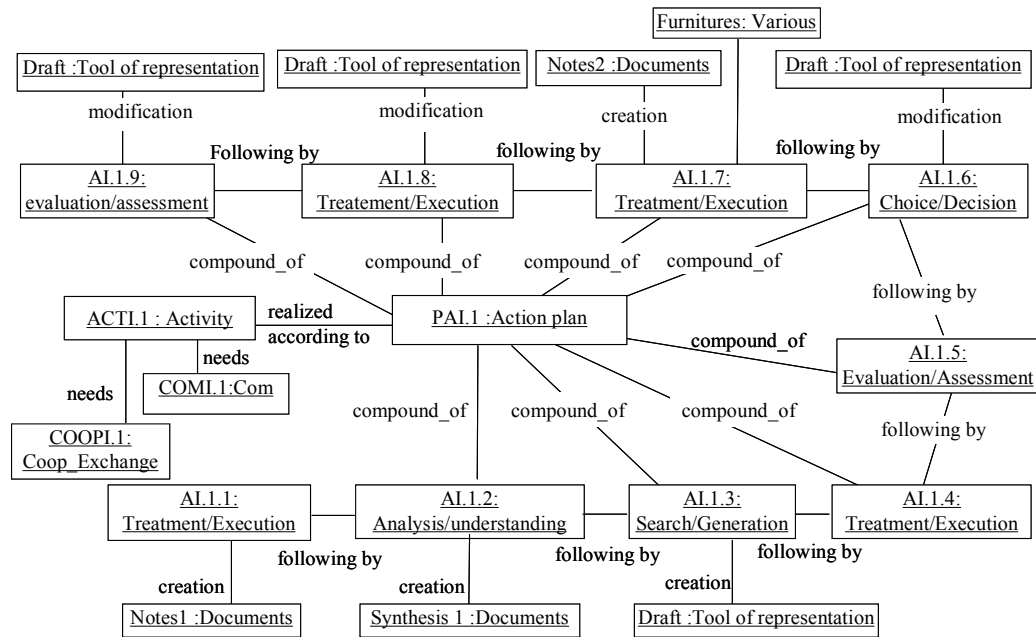 Furnitures: Various
Draft :Tool of representation
Draft :Tool of representation
Notes2 :Documents
Draft :Tool of representation
modification
modification
creation
modification
Following by
following by
following by
AI.1.9:
evaluation/assessment
AI.1.8:
Treatement/Execution
AI.1.7:
Treatment/Execution
AI.1.6:
Choice/Decision
compound_of
compound_of
compound_of
compound_of
following by
ACTI.1 : Activity
realized
according to
PAI.1 :Action plan
compound_of
AI.1.5:
Evaluation/Assessment
needs
COMI.1:Com
needs
compound_of
compound_of
compound_of
following by
COOPI.1:
Coop_Exchange
AI.1.1:
Treatment/Execution
AI.1.2:
Analysis/understanding
AI.1.3:
Search/Generation
AI.1.4:
Treatment/Execution
following by
following by
following by
creation
creation
creation
Notes1 :Documents
Synthesis 1 :Documents
Draft :Tool of representation